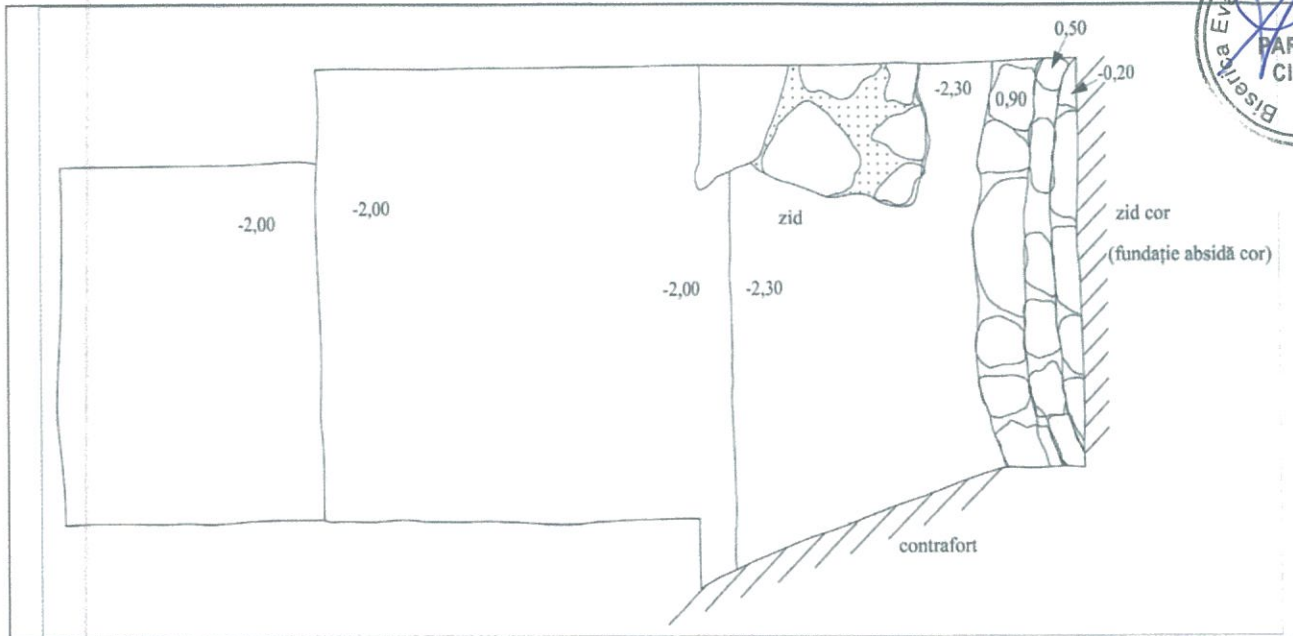 0,50
-0,20
-2,30
0,90
-2,00
-2,00
zid
zid cor
(fundație absidă cor)
-2,00
-2,30
contrafort
Biserica